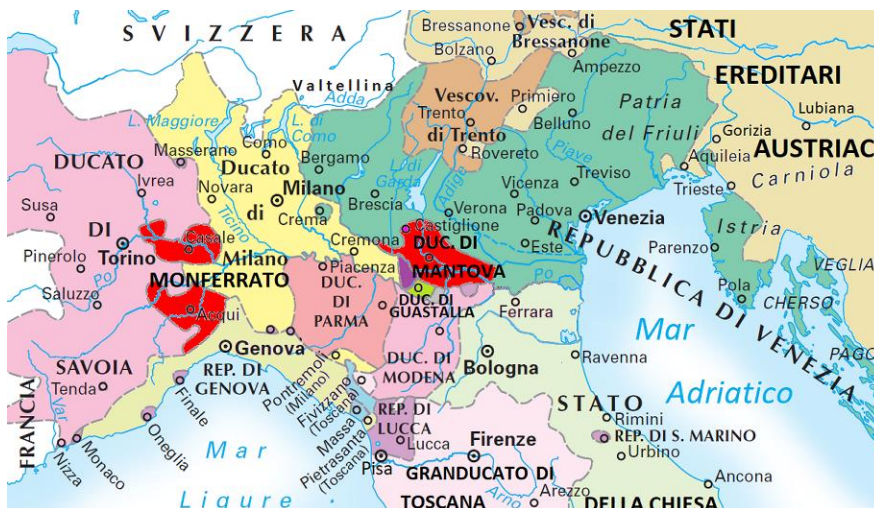 SVIZZERA
Bressanone
Vesc. di
Bressanone
Bolzano
STATI
EREDITARI
AUSTRIAC
Ampezzo
Valtellina
Adda
Vescov.
di Trento
Trento
Primiero
Belluno
Patria
del Friuli
Lubiana
Gorizia
Carniola
Aquileia
Trieste
L. Maggiore
L. di
Como
Como
Masserano
DUCATO
DI
SAVOIA
Ivrea
Novara
Ducato
di
Milano
Milano
Bergamo
L. di
Garda
Rovereto
Adige
Piave
Treviso
Vicenza
Susa
Ticino
Crema
Brescia
Verona
Padova
Venezia
Istria
Torino
Casale
Cremona
Castiglione
DUC. DI
MANTOVA
Este
REPUBBLICA DI VENEZIA
Parenzo
VEGLIA
Pinerolo
Po
MONFERRATO
Piacenza
Po
Pola
CHERSO
Saluzzo
DUC.
DI
PARMA
DUC. DI
GUASTALLA
Ferrara
Acqui
PAGO
Mar
Adriatico
Genova
REP. DI
GENOVA
DUC. DI
MODENA
Bologna
Ravenna
Tenda
Pontremoli
(Milano)
Fivizzano
(Toscana)
Massa
Pietrasanta
(Toscana)
STATO
DELLA CHIESA
FRANCIA
Var
Finale
Oneglia
REP. DI
LUCCA
Lucca
Rimini
REP. DI S. MARINO
Urbino
Firenze
Nizza
Monaco
Mar
Ligure
Pisa
GRANDUCATO DI
TOSCANA
Arno
Arezzo
Ancona